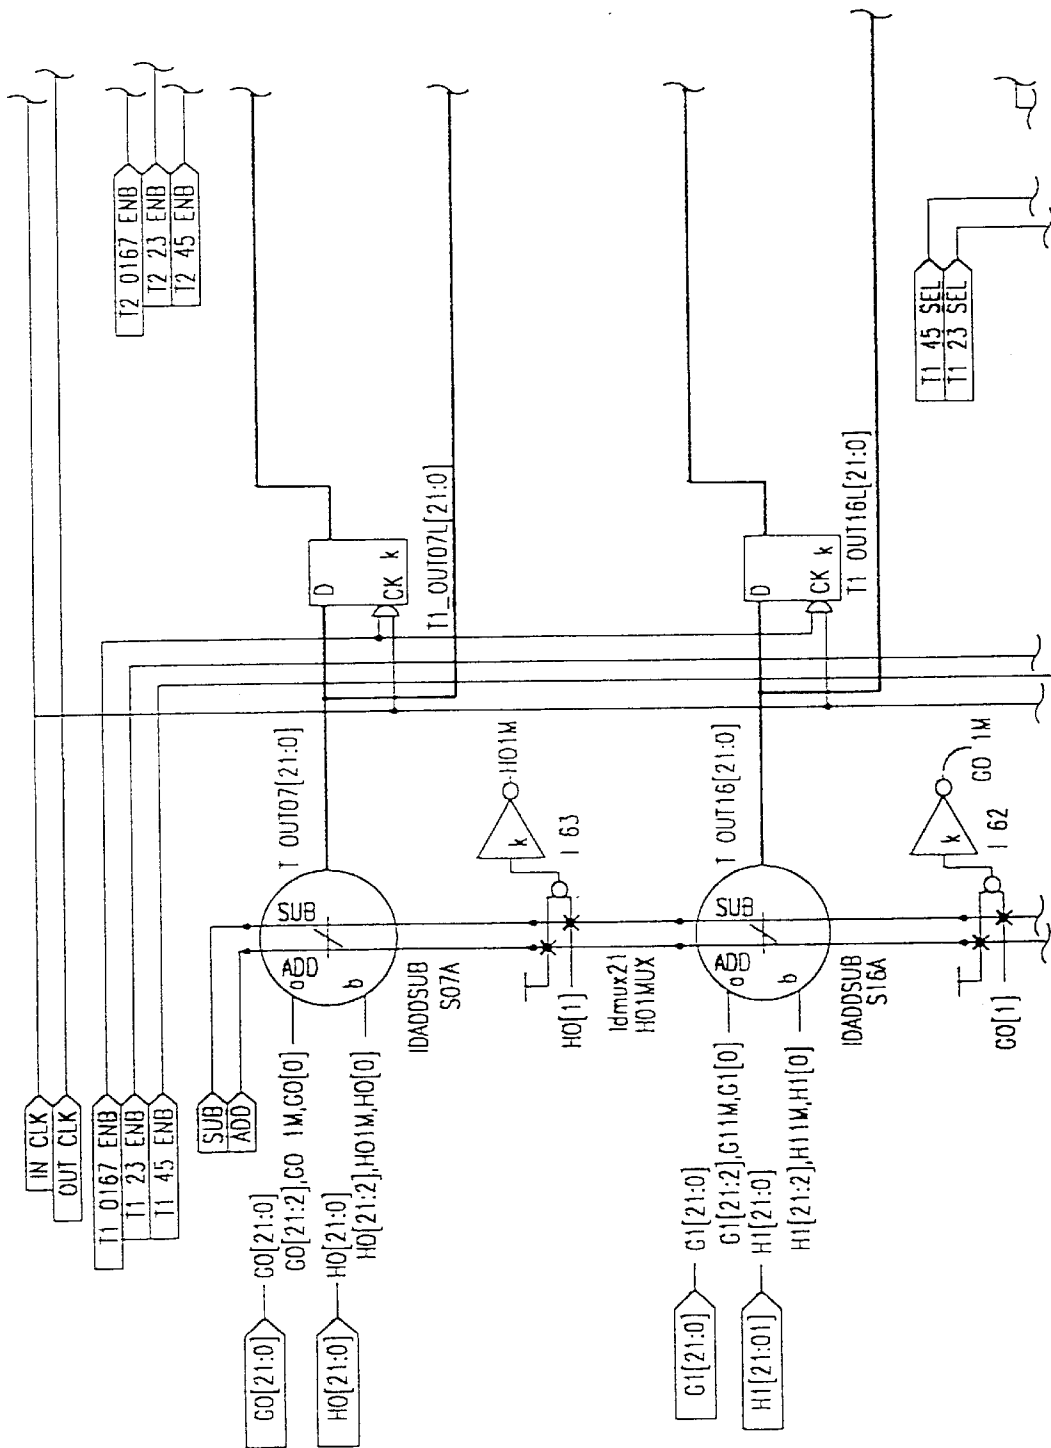 IN CLK
OUT CLK
T1 0167 ENB
T1 23 ENB
T1 45 ENB
T2 0167 ENB
T2 23 ENB
T2 45 ENB
SUB
ADD
G0[21:0]
G0[21:0]
G0[21:2],G0 1M,G0[0]
H0[21:0]
H0[21:0]
H0[21:2],H01M,H0[0]
SUB
ADD
a
b
IDADDSUB
S07A
T OUT07[21:0]
D
CK k
T1_OUT07L[21:0]
H0[1]
H01M
I 63
ldmux21
H01MUX
G1[21:0]
G1[21:0]
G1[21:2],G11M,G1[0]
H1[21:01]
H1[21:0]
H1[21:2],H11M,H1[0]
SUB
ADD
a
b
IDADDSUB
S16A
T OUT16[21:0]
D
CK k
T1 OUT16L[21:0]
G0[1]
k
G0 1M
I 62
T1 45 SEL
T1 23 SEL